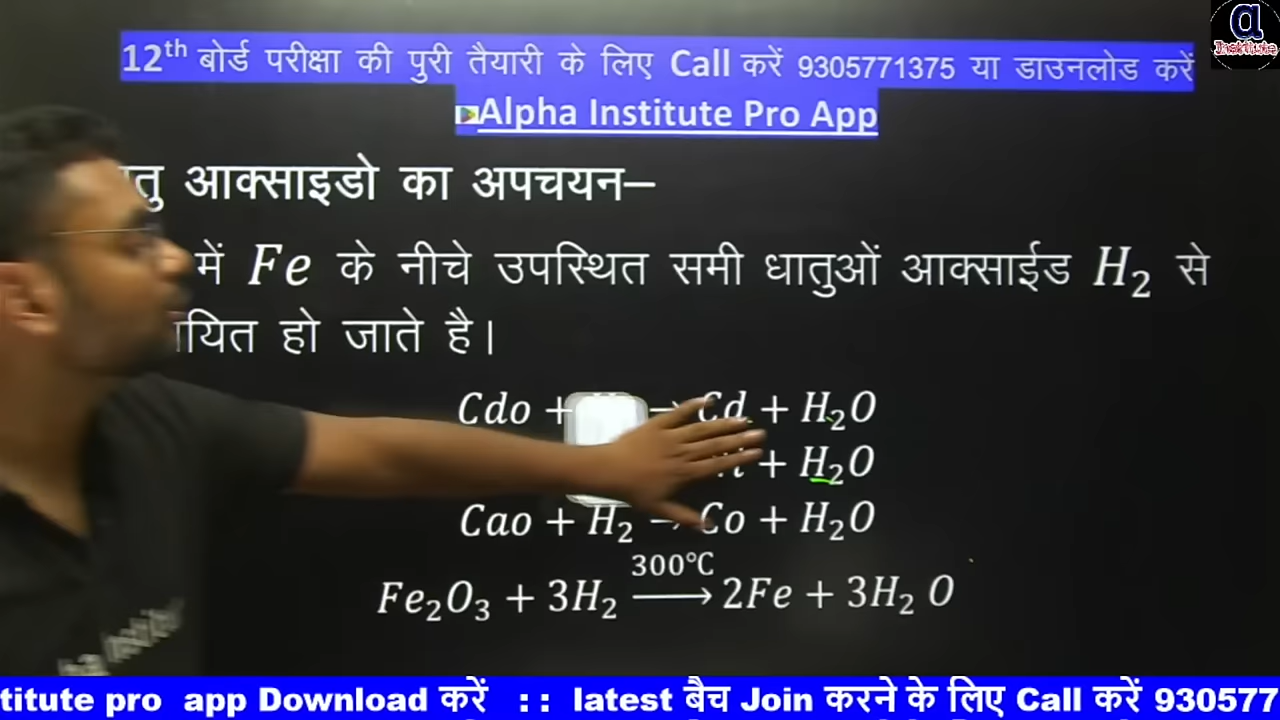 α
Institute
12th बोर्ड परीक्षा की पुरी तैयारी के लिए Call करें 9305771375 या डाउनलोड करें
Alpha Institute Pro App
आक्साइडो का अपचयन–
में Fe के नीचे उपस्थित समी धातुओं आक्साईड H₂ से
हो जाते है।
Cdo + → Cd + H₂O
+ H₂O
Cao + H₂ → Co + H₂O
Fe₂O₃ + 3H₂ 300°C → 2Fe + 3H₂ O
titute pro app Download करें :: latest बैच Join करने के लिए Call करें 930577